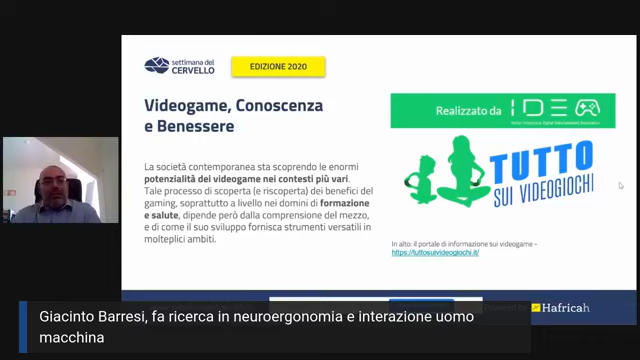 settimana del
CERVELLO
EDIZIONE 2020
Videogame, Conoscenza
e Benessere
Realizzato da IDEA
La società contemporanea sta scoprendo le enormi
potenzialità del videogame nei contesti più vari.
Tale processo di scoperta (e riscoperta) dei benefici del
gaming, soprattutto a livello nei domini di formazione
e salute, dipende però dalla comprensione del mezzo,
e di come il suo sviluppo fornisca strumenti versatili in
molteplici ambiti.
TUTTO
SUI VIDEOGIOCHI
In alto: il portale di informazione sui videogame -
https://tuttosuivideogiochi.it/
Hafricah
Giacinto Barresi, fa ricerca in neuroergonomia e interazione uomo
macchina